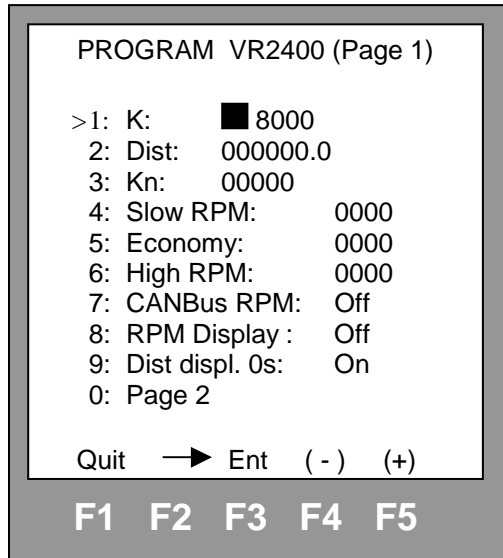 PROGRAM VR2400 (Page 1)
>1: K: 8000
2: Dist: 000000.0
3: Kn: 00000
4: Slow RPM: 0000
5: Economy: 0000
6: High RPM: 0000
7: CANBus RPM: Off
8: RPM Display : Off
9: Dist displ. 0s: On
0: Page 2
Quit → Ent ( - ) (+)
F1 F2 F3 F4 F5